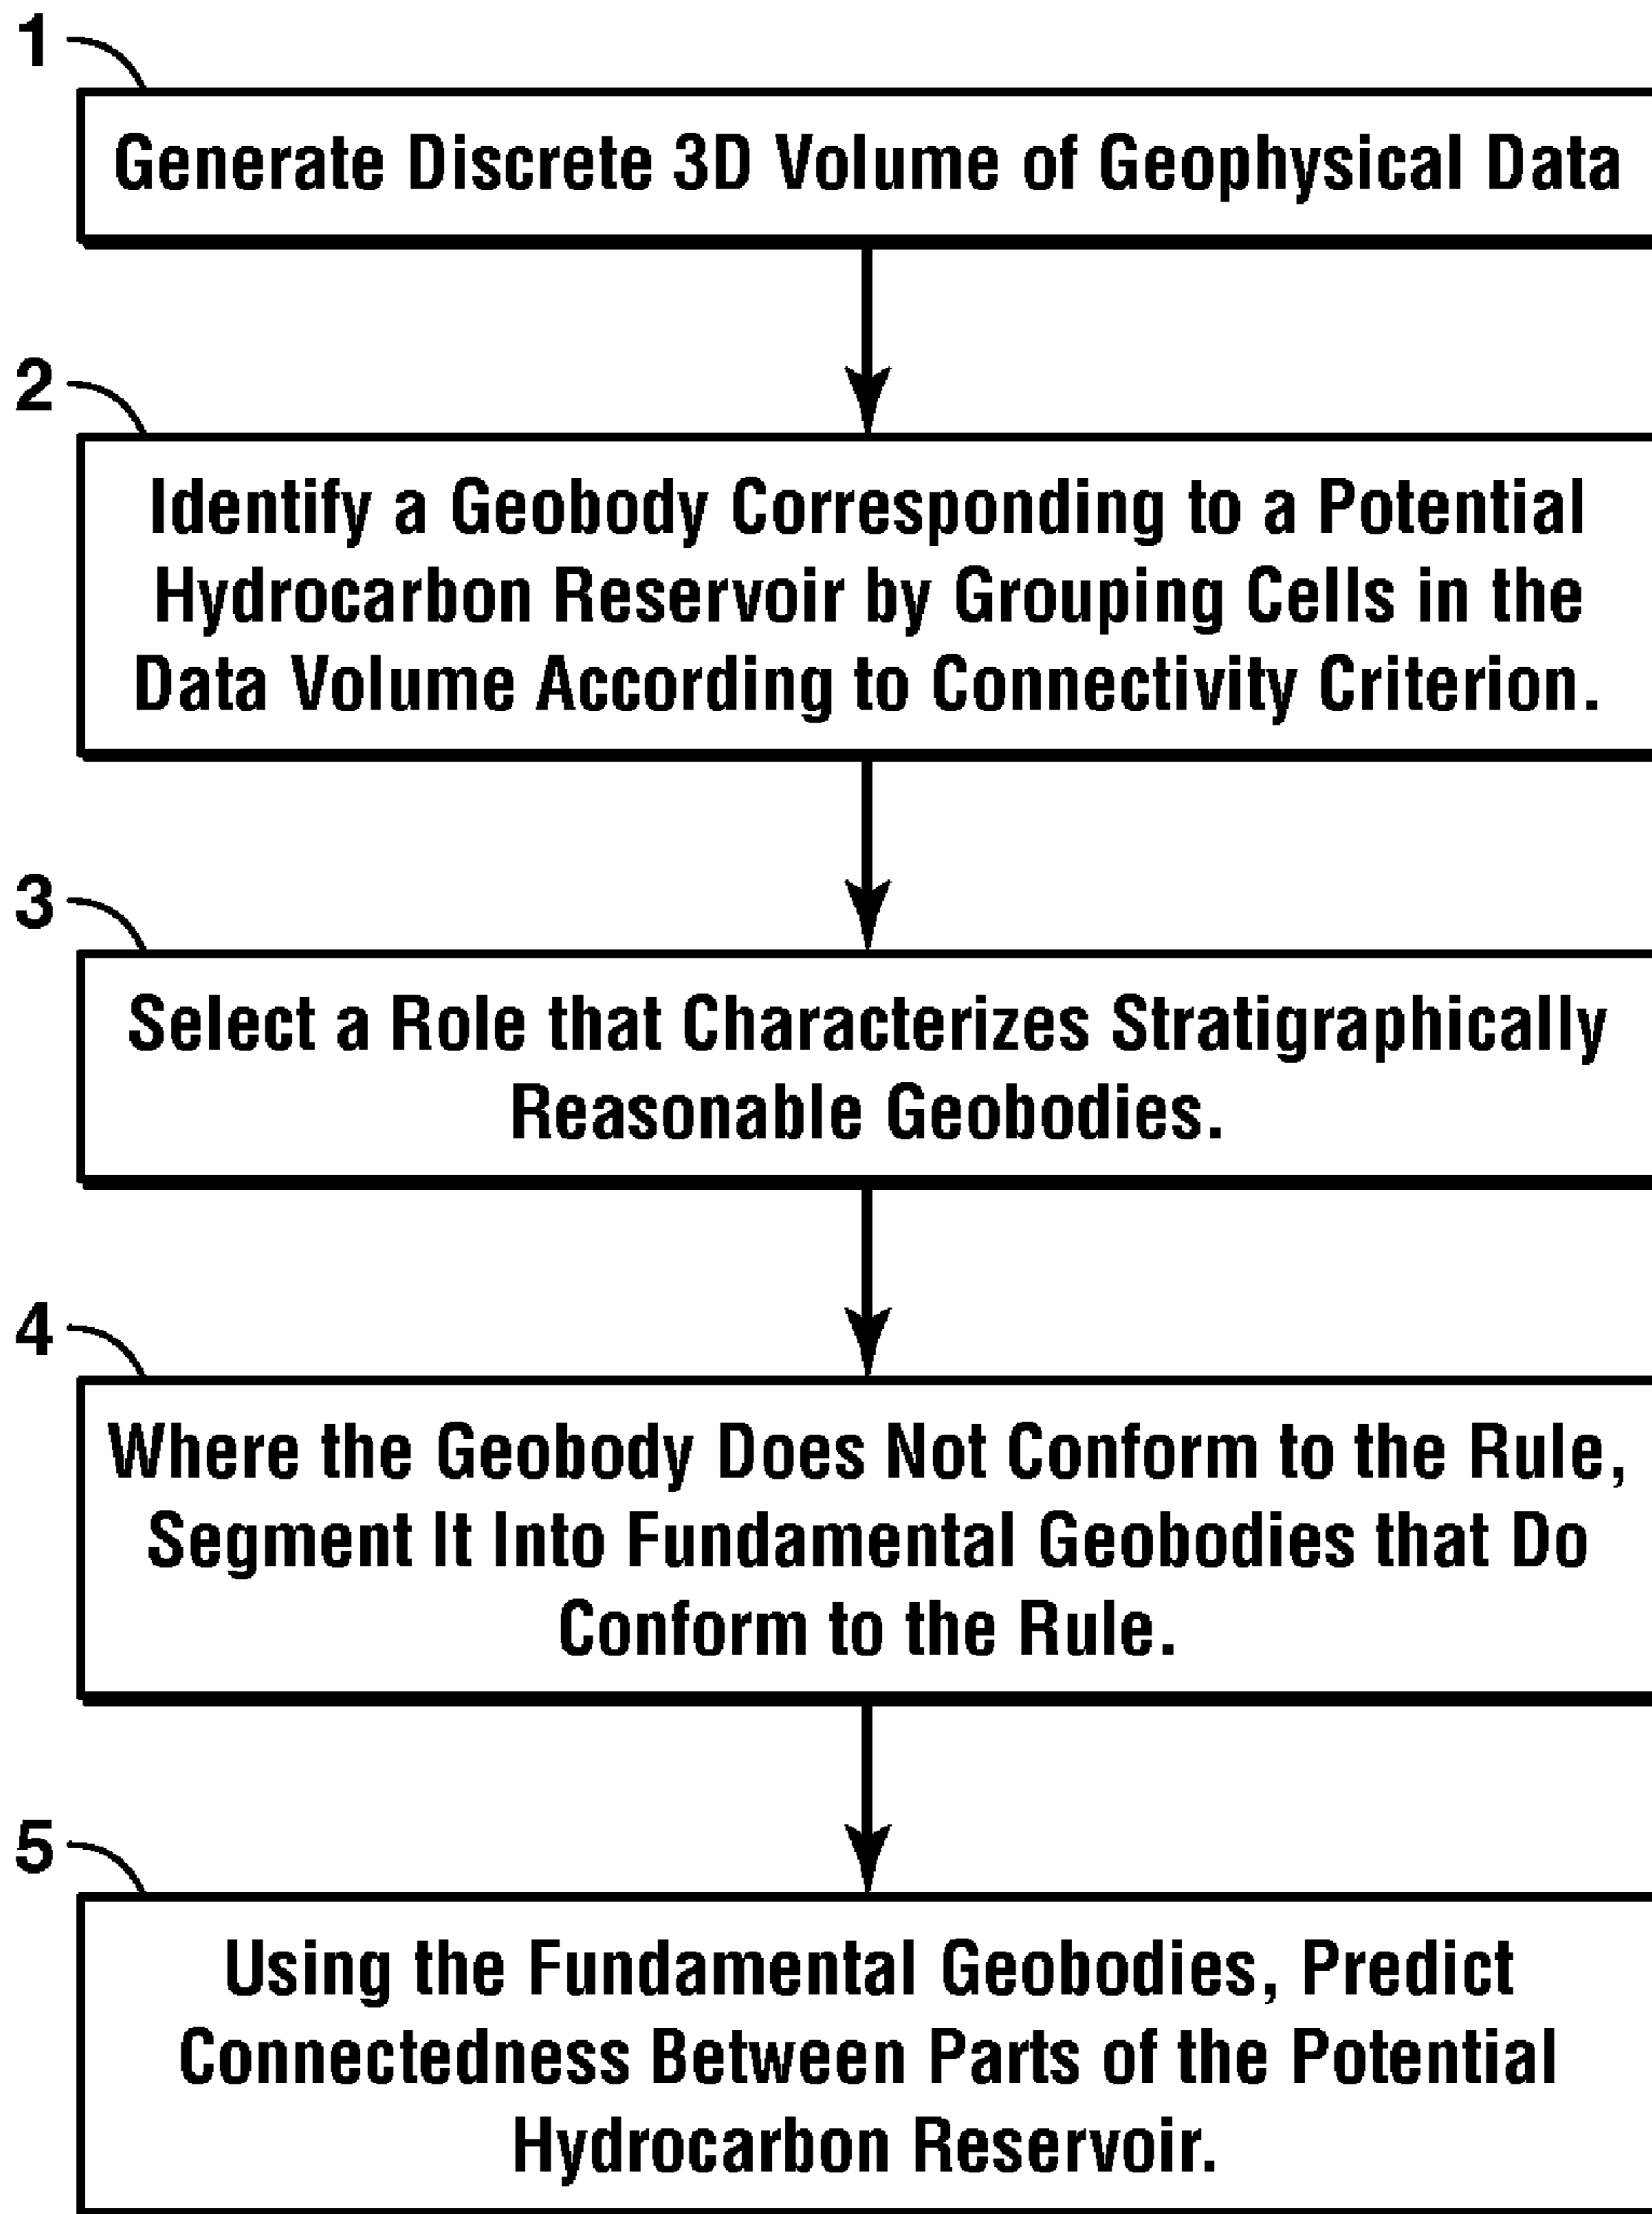 1
Generate Discrete 3D Volume of Geophysical Data
2
Identify a Geobody Corresponding to a Potential
Hydrocarbon Reservoir by Grouping Cells in the
Data Volume According to Connectivity Criterion.
3
Select a Role that Characterizes Stratigraphically
Reasonable Geobodies.
4
Where the Geobody Does Not Conform to the Rule,
Segment It Into Fundamental Geobodies that Do
Conform to the Rule.
5
Using the Fundamental Geobodies, Predict
Connectedness Between Parts of the Potential
Hydrocarbon Reservoir.